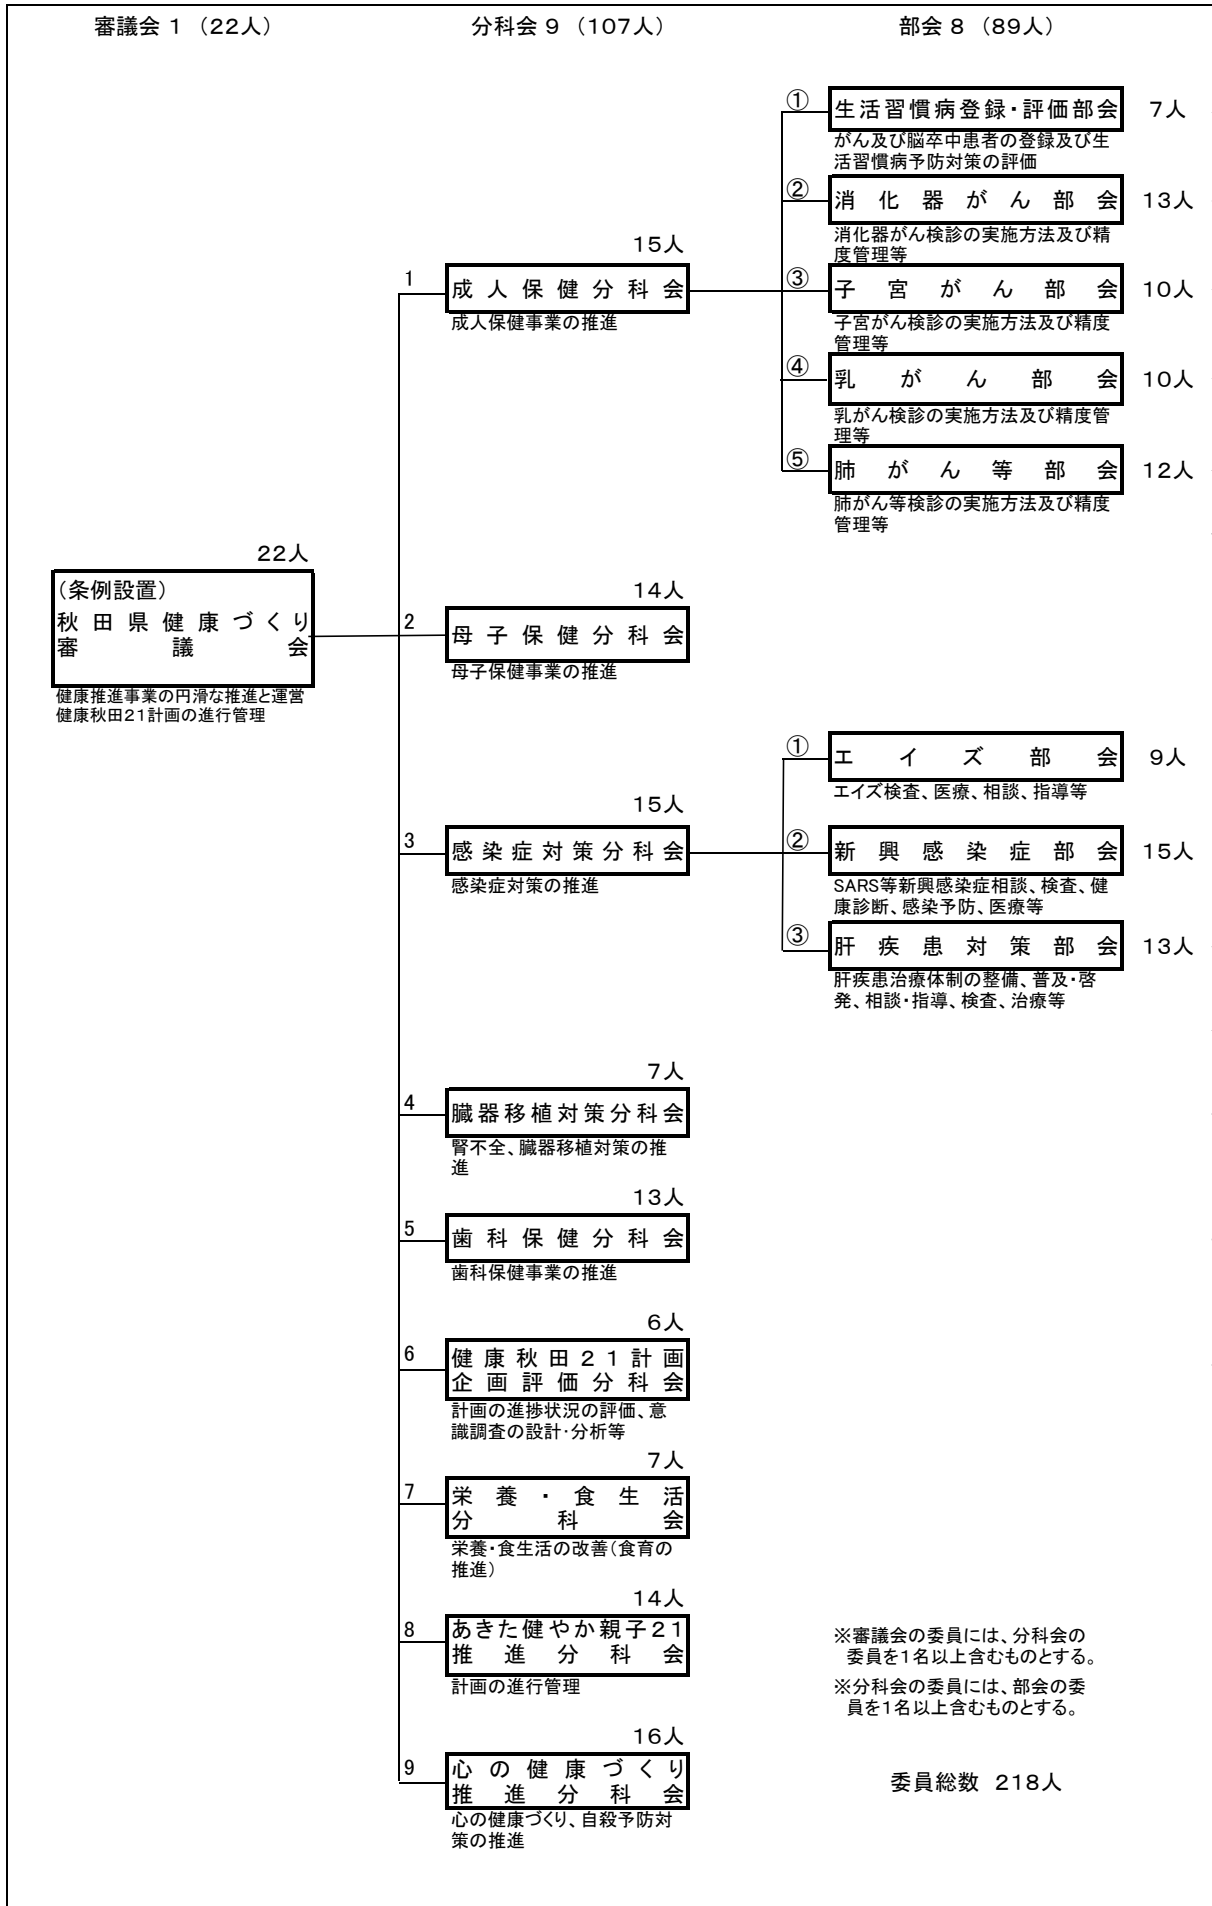 審議会 1 （22人）
分科会 9 （107人）
部会 8 （89人）
① 生活習慣病登録・評価部会 7人
がん及び脳卒中患者の登録及び生
活習慣病予防対策の評価
② 消化器がん部会 13人
消化器がん検診の実施方法及び精
度管理等
③ 子宮がん部会 10人
子宮がん検診の実施方法及び精度
管理等
④ 乳がん部会 10人
乳がん検診の実施方法及び精度管
理等
⑤ 肺がん等部会 12人
肺がん等検診の実施方法及び精度
管理等
15人
1 成人保健分科会
成人保健事業の推進
22人
（条例設置）
秋田県健康づくり
審議会
健康推進事業の円滑な推進と運営
健康秋田21計画の進行管理
14人
2 母子保健分科会
母子保健事業の推進
① エイズ部会 9人
エイズ検査、医療、相談、指導等
② 新興感染症部会 15人
SARS等新興感染症相談、検査、健
康診断、感染予防、医療等
③ 肝疾患対策部会 13人
肝疾患治療体制の整備、普及・啓
発、相談・指導、検査、治療等
15人
3 感染症対策分科会
感染症対策の推進
7人
4 臓器移植対策分科会
腎不全、臓器移植対策の推
進
13人
5 歯科保健分科会
歯科保健事業の推進
6人
6 健康秋田21計画
企画評価分科会
計画の進捗状況の評価、意
識調査の設計・分析等
7人
7 栄養・食生活
分科会
栄養・食生活の改善（食育の
推進）
14人
8 あきた健やか親子21
推進分科会
計画の進行管理
16人
9 心の健康づくり
推進分科会
心の健康づくり、自殺予防対
策の推進
※審議会の委員には、分科会の
委員を1名以上含むものとする。
※分科会の委員には、部会の委
員を1名以上含むものとする。
委員総数 218人